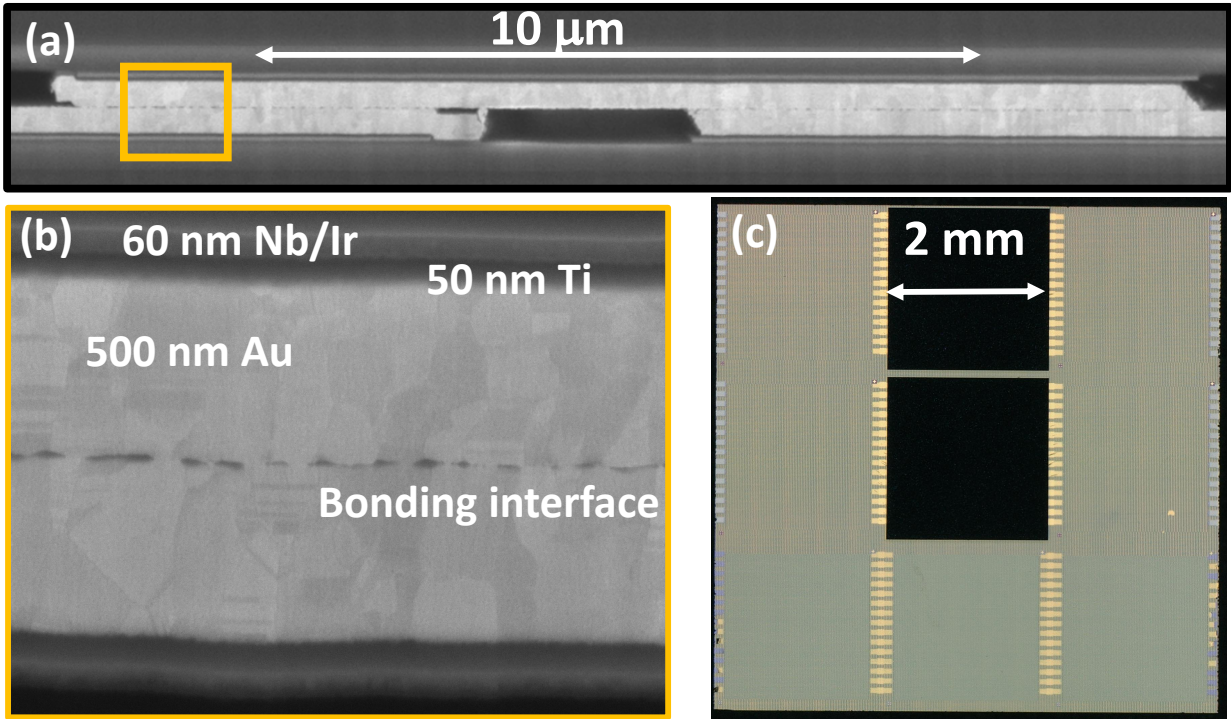 (a)
10 μm
(b)
60 nm Nb/Ir
50 nm Ti
500 nm Au
Bonding interface
(c)
2 mm